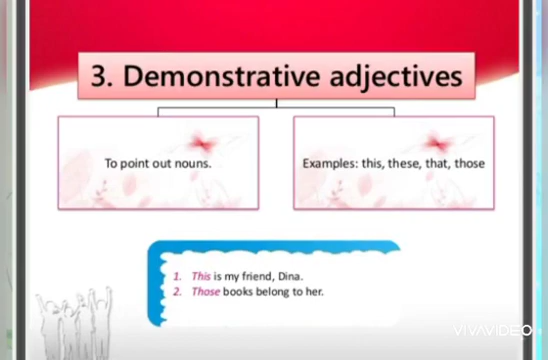 3. Demonstrative adjectives
To point out nouns.
Examples: this, these, that, those
1. This is my friend, Dina.
2. Those books belong to her.
VIVAVIDEO